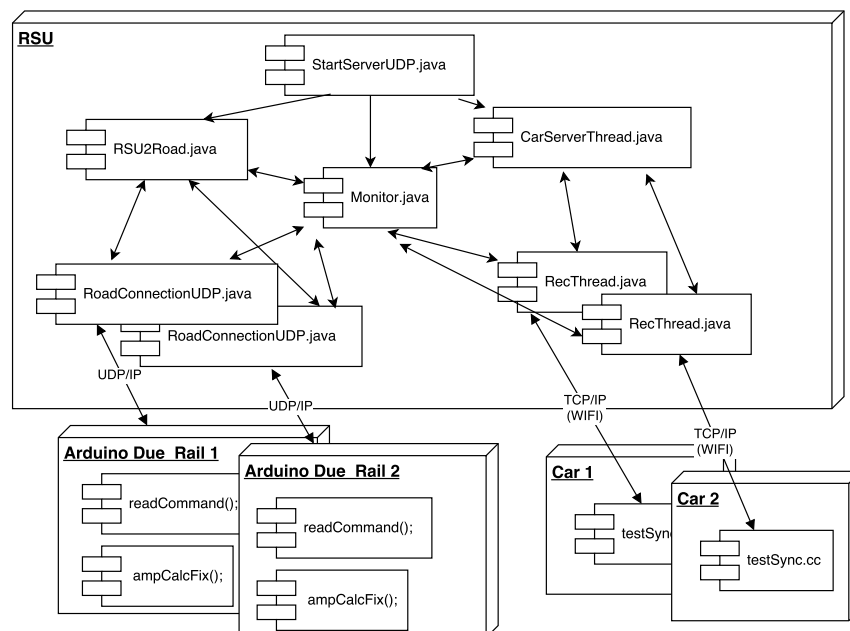 RSU
StartServerUDP.java
CarServerThread.java
RSU2Road.java
Monitor.java
RoadConnectionUDP.java
RecThread.java
RoadConnectionUDP.java
RecThread.java
UDP/IP
UDP/IP
TCP/IP
(WIFI)
TCP/IP
(WIFI)
Arduino Due Rail 1
Arduino Due Rail 2
Car 1
Car 2
readCommand();
readCommand();
testSync
testSync.cc
ampCalcFix();
ampCalcFix();